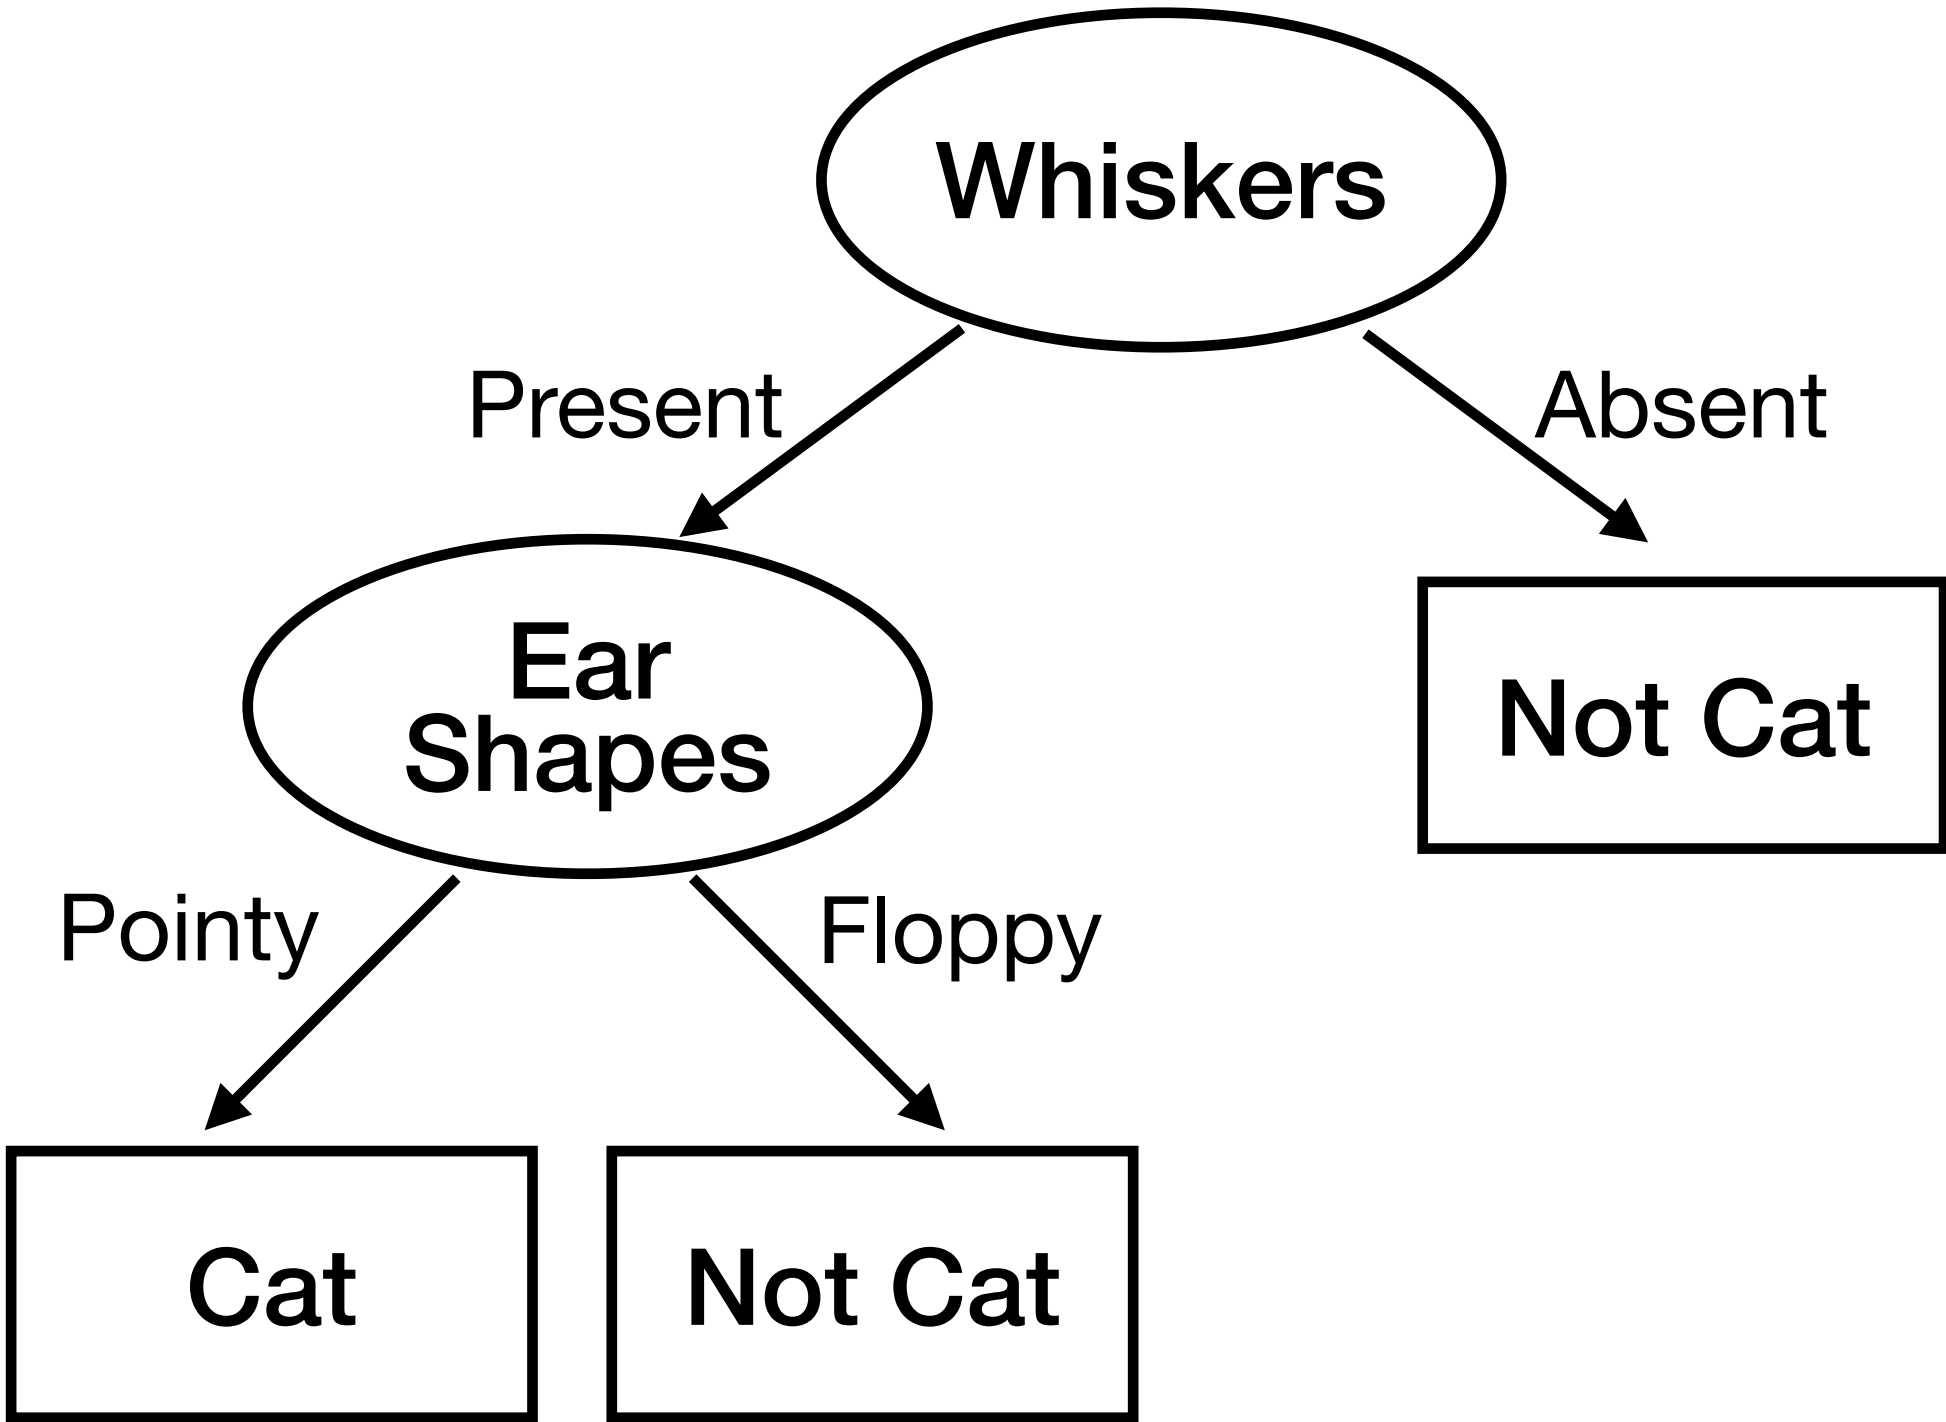 Whiskers
Present
Absent
Ear
Shapes
Not Cat
Pointy
Floppy
Cat
Not Cat